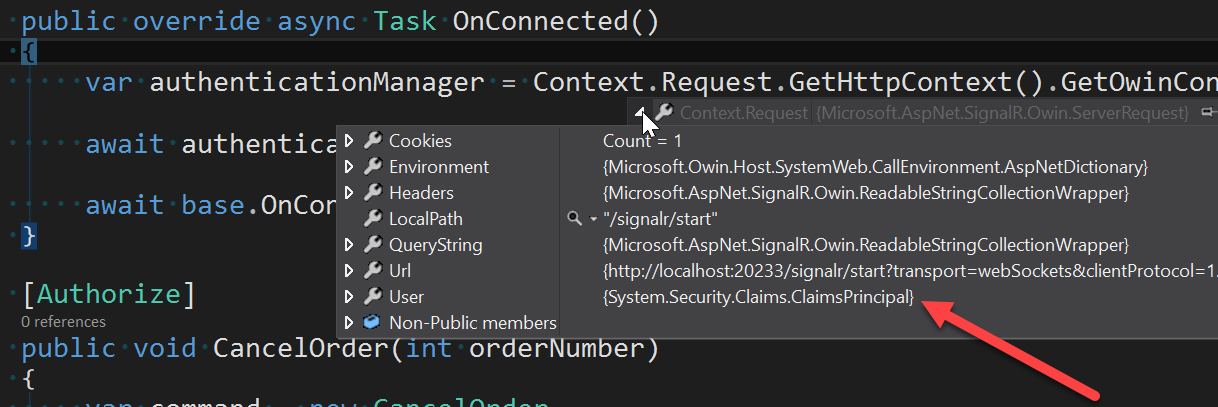 public override async Task OnConnected()
{
var authenticationManager = Context.Request.GetHttpContext().GetOwinCon
Context.Request {Microsoft.AspNet.SignalR.Owin.ServerRequest}
Cookies Count = 1
await authentica
Environment {Microsoft.Owin.Host.SystemWeb.CallEnvironment.AspNetDictionary}
Headers {Microsoft.AspNet.SignalR.Owin.ReadableStringCollectionWrapper}
await base.OnCon
LocalPath "/signalr/start"
}
QueryString {Microsoft.AspNet.SignalR.Owin.ReadableStringCollectionWrapper}
Url {http://localhost:20233/signalr/start?transport=webSockets&clientProtocol=1.
[Authorize]
User {System.Security.Claims.ClaimsPrincipal}
0 references
Non-Public members
public void CancelOrder(int orderNumber)
{
var command new CancelOrder